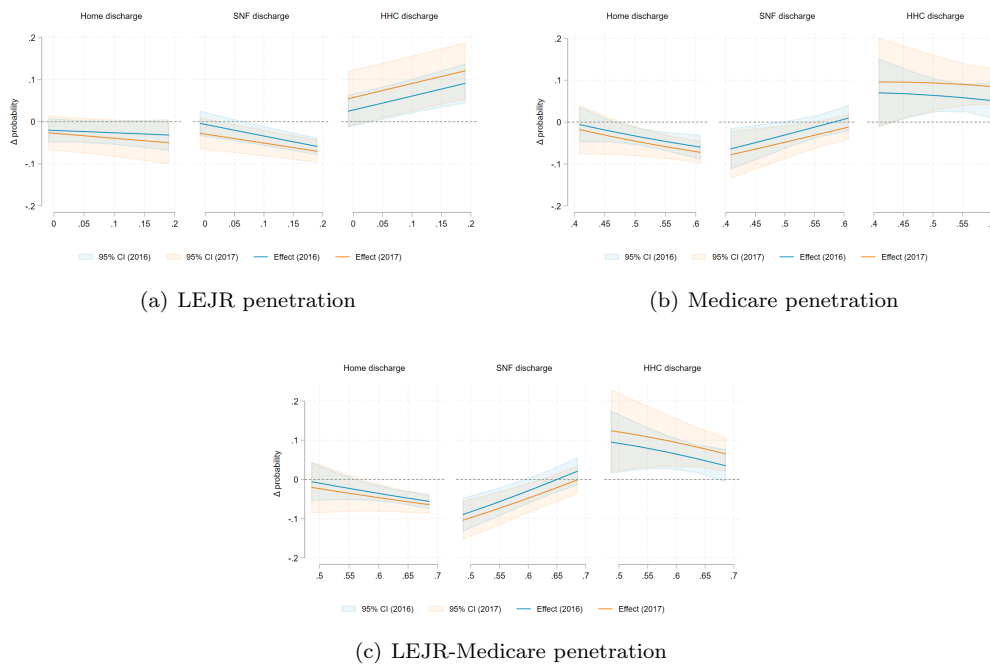 Home discharge SNF discharge HHC discharge
.2
.1
0
-.1
-.2
Δ probability
0 .05 .1 .15 .2 0 .05 .1 .15 .2 0 .05 .1 .15 .2
95% CI (2016) 95% CI (2017) Effect (2016) Effect (2017)
(a) LEJR penetration
Home discharge SNF discharge HHC discharge
.2
.1
0
-.1
-.2
Δ probability
.4 .45 .5 .55 .6 .4 .45 .5 .55 .6 .4 .45 .5 .55 .6
95% CI (2016) 95% CI (2017) Effect (2016) Effect (2017)
(b) Medicare penetration
Home discharge SNF discharge HHC discharge
.2
.1
0
-.1
-.2
Δ probability
.5 .55 .6 .65 .7 .5 .55 .6 .65 .7 .5 .55 .6 .65 .7
95% CI (2016) 95% CI (2017) Effect (2016) Effect (2017)
(c) LEJR-Medicare penetration